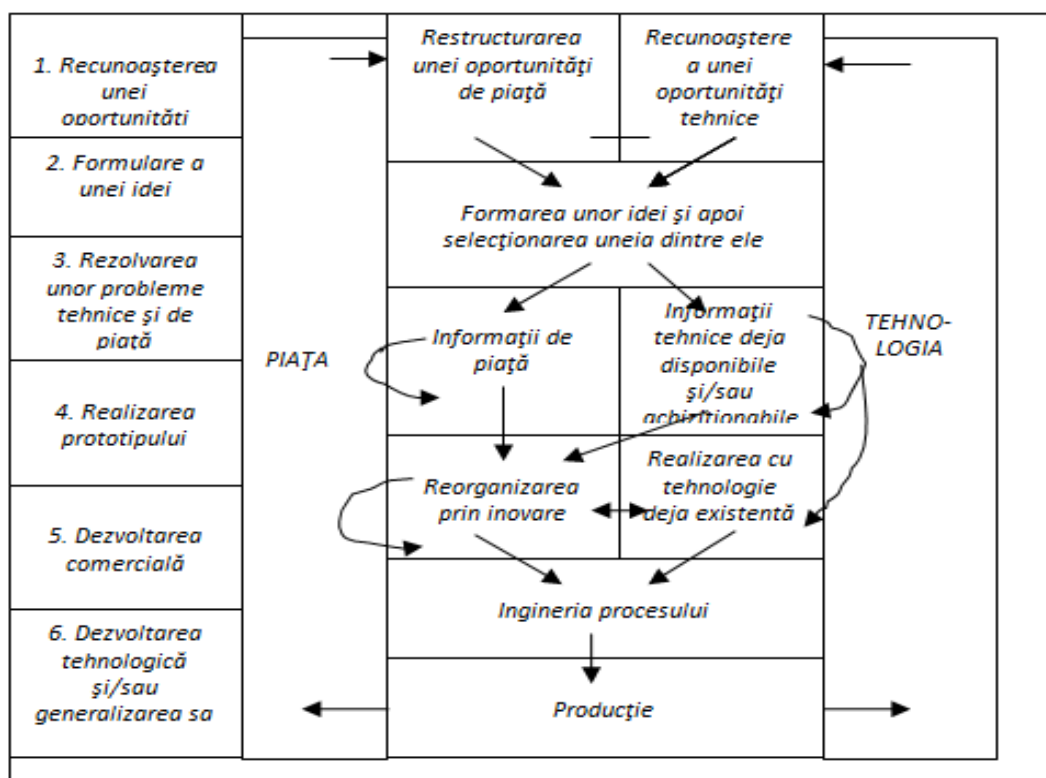 1. Recunoaşterea
unei
oportunităţi
2. Formulare a
unei idei
3. Rezolvarea
unor probleme
tehnice şi de
piaţă
4. Realizarea
prototipului
5. Dezvoltarea
comercială
6. Dezvoltarea
tehnologică
şi/sau
generalizarea sa
PIAŢA
Restructurarea
unei oportunităţi
de piaţă
Recunoaştere
a unei
oportunităţi
tehnice
Formarea unor idei şi apoi
selecţionarea uneia dintre ele
Informaţii de
piaţă
Informaţii
tehnice deja
disponibile
şi/sau
achiziţionabile
Reorganizarea
prin inovare
Realizarea cu
tehnologie
deja existentă
Ingineria procesului
Producţie
TEHNO-
LOGIA